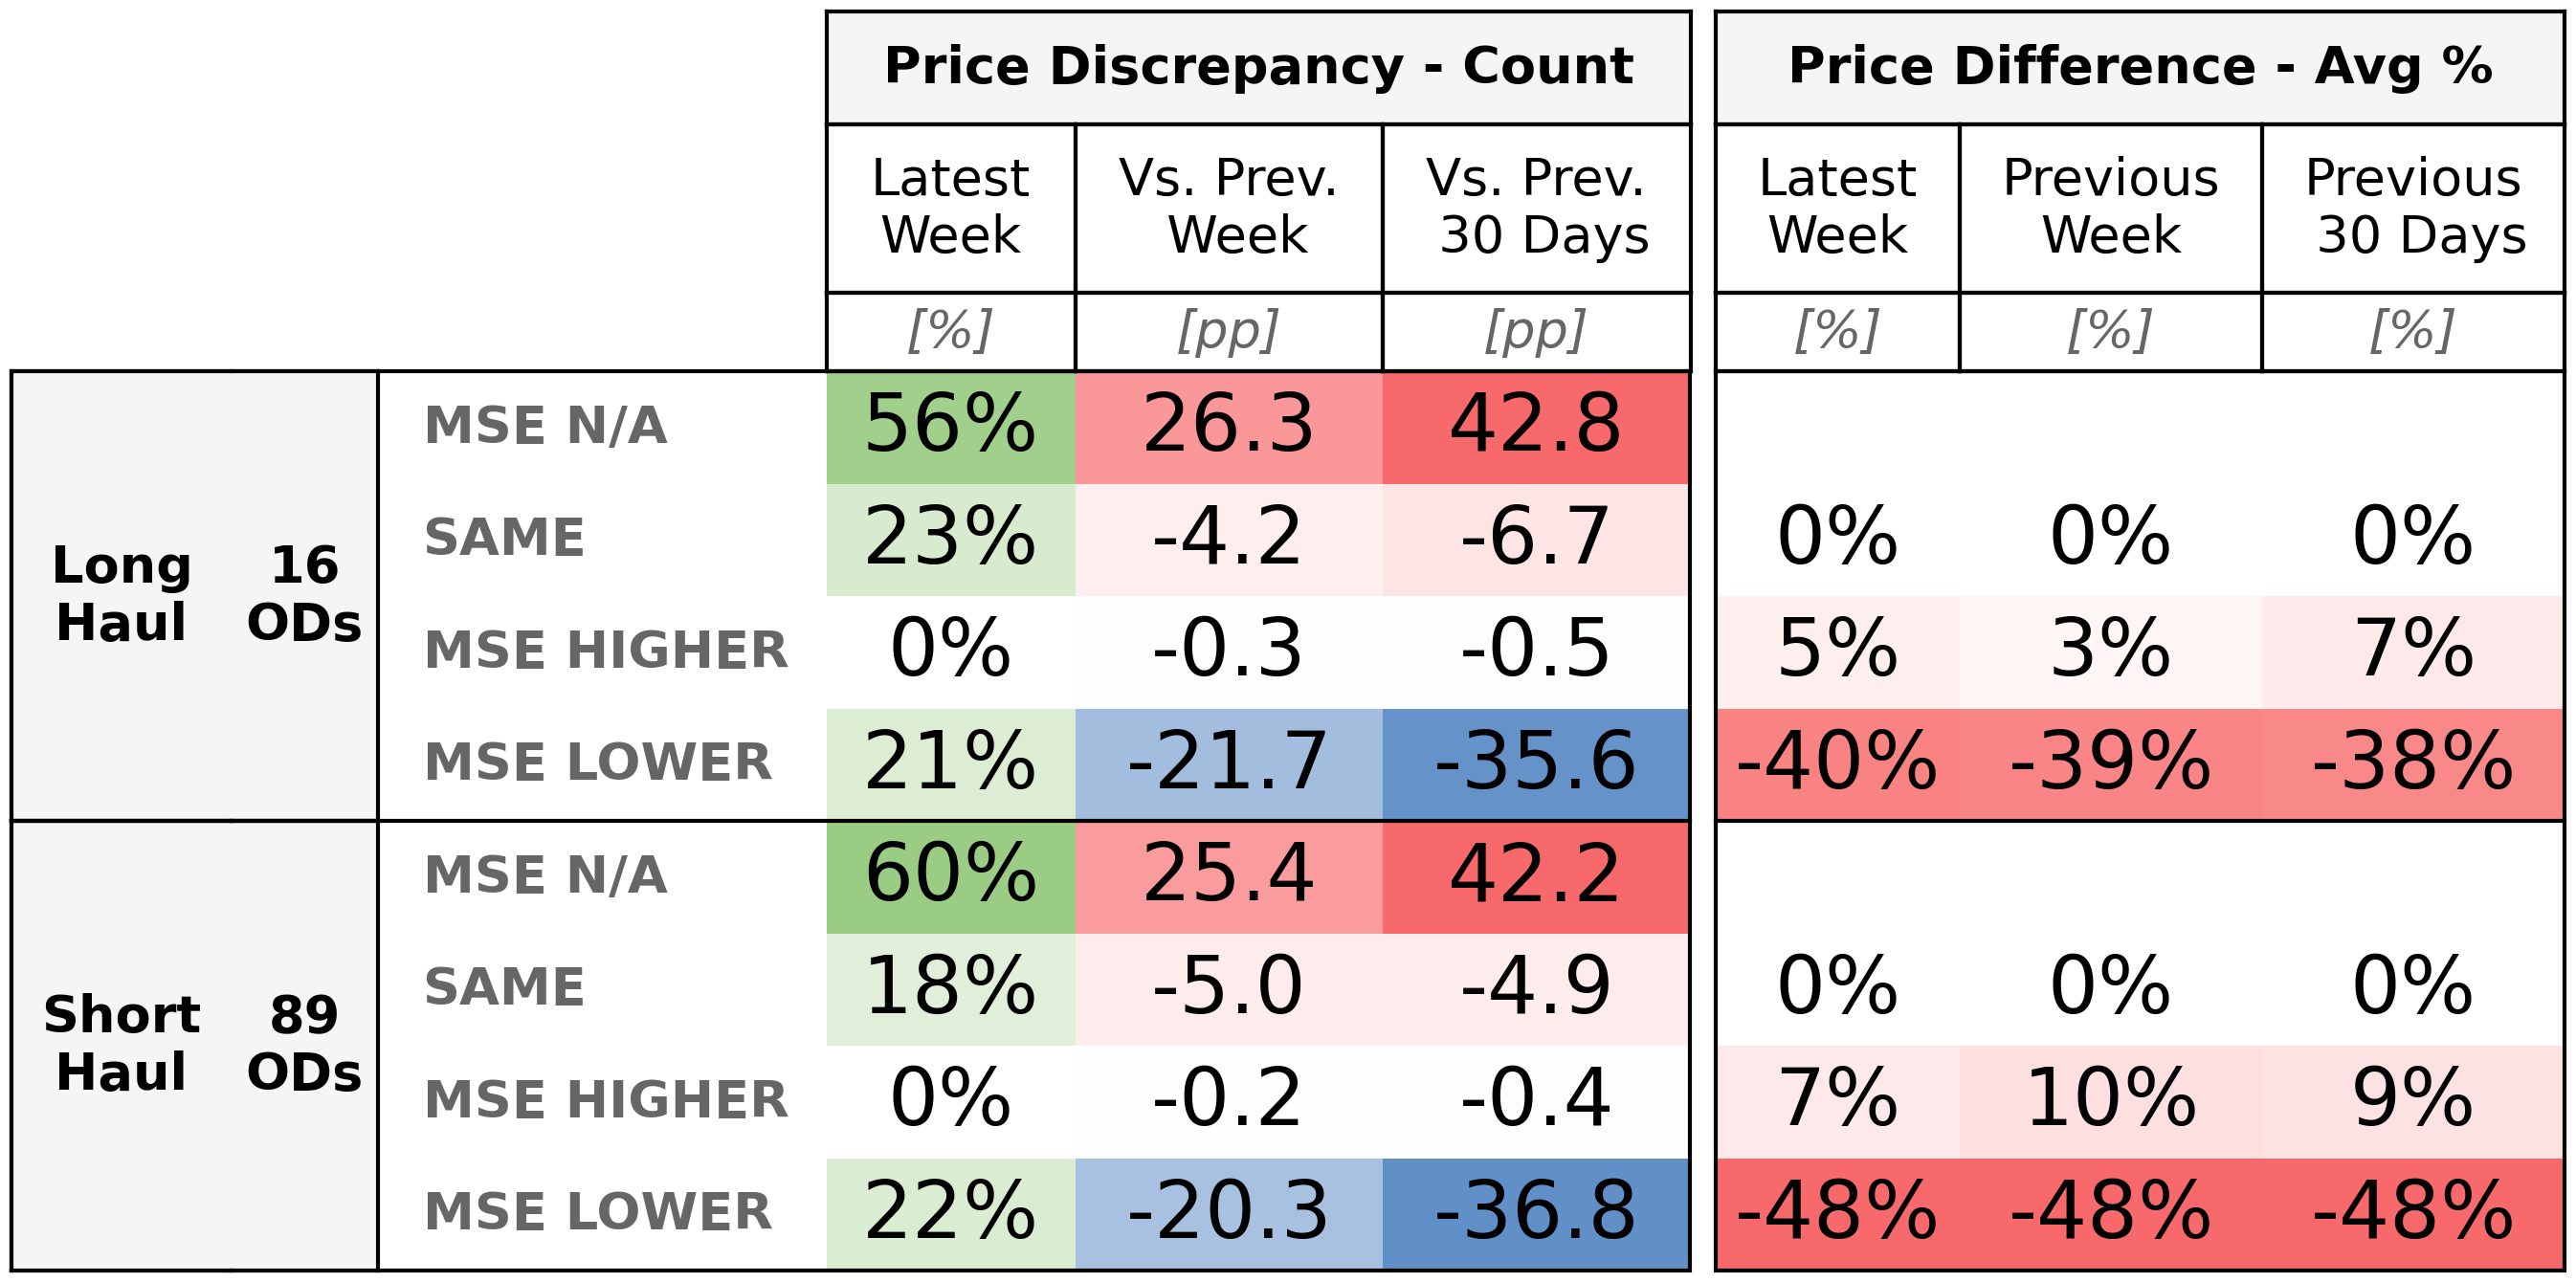 Price Discrepancy - Count Price Difference - Avg %
Latest Week Vs. Prev. Week Vs. Prev. 30 Days Latest Week Previous Week Previous 30 Days
[%] [pp] [pp] [%] [%] [%]
Long Haul 16 ODs
MSE N/A 56% 26.3 42.8
SAME 23% -4.2 -6.7 0% 0% 0%
MSE HIGHER 0% -0.3 -0.5 5% 3% 7%
MSE LOWER 21% -21.7 -35.6 -40% -39% -38%
Short Haul 89 ODs
MSE N/A 60% 25.4 42.2
SAME 18% -5.0 -4.9 0% 0% 0%
MSE HIGHER 0% -0.2 -0.4 7% 10% 9%
MSE LOWER 22% -20.3 -36.8 -48% -48% -48%